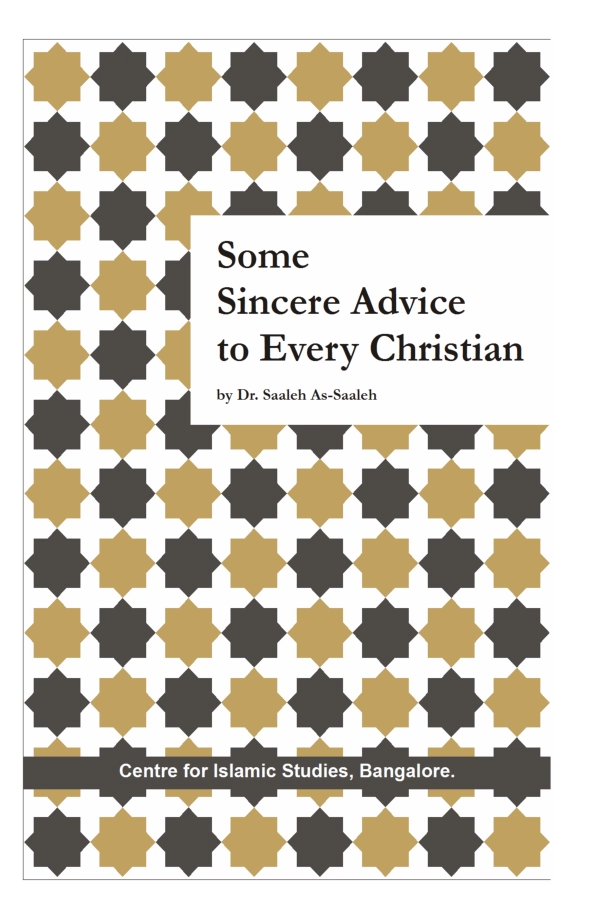 Some
Sincere Advice
to Every Christian
by Dr. Saaleh As-Saaleh
Centre for Islamic Studies, Bangalore.